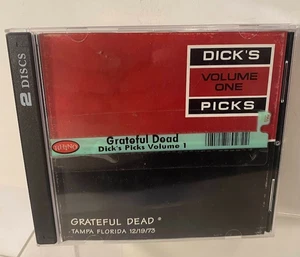 2 DISCS
DICK'S
VOLUME
ONE
PICKS
Grateful Dead
Dick's Picks Volume 1
GRATEFUL DEAD
TAMPA FLORIDA 12/19/73